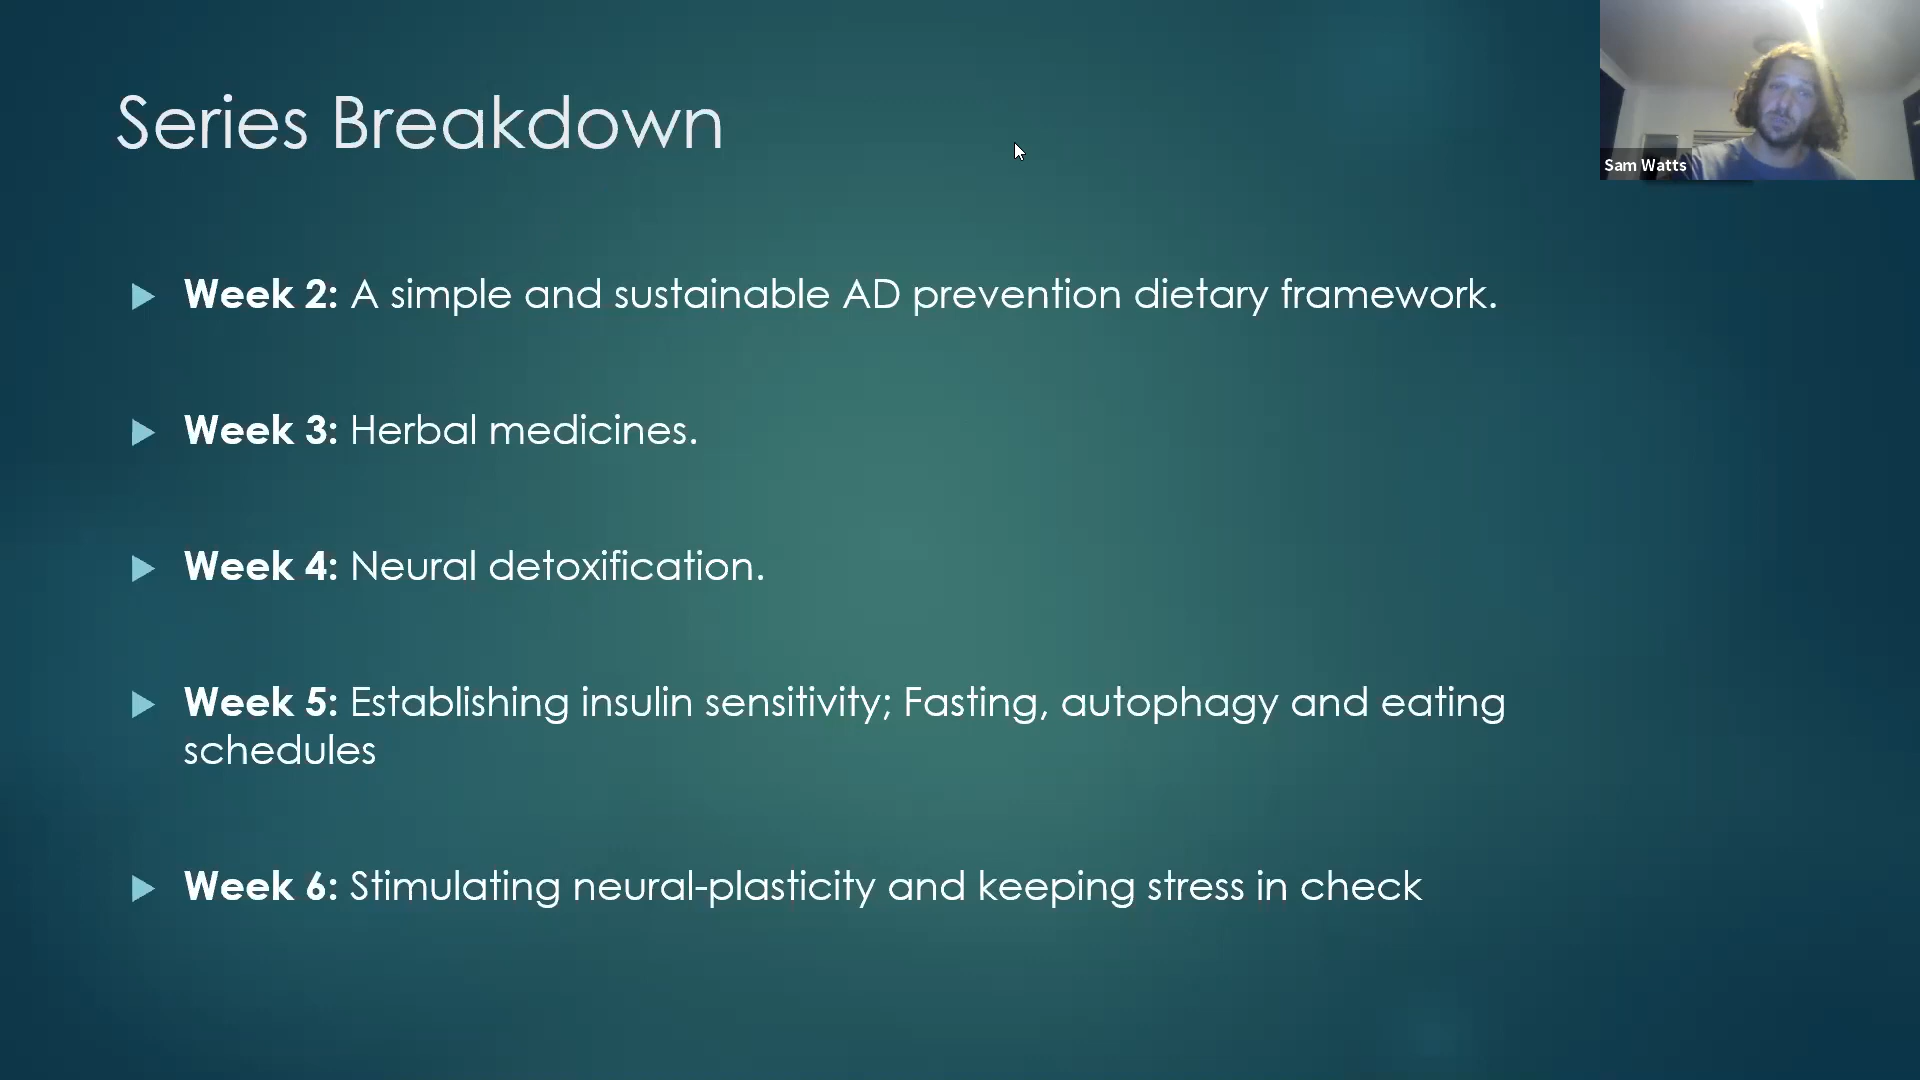 Series Breakdown
Sam Watts
Week 2: A simple and sustainable AD prevention dietary framework.
Week 3: Herbal medicines.
Week 4: Neural detoxification.
Week 5: Establishing insulin sensitivity; Fasting, autophagy and eating
schedules
Week 6: Stimulating neural-plasticity and keeping stress in check